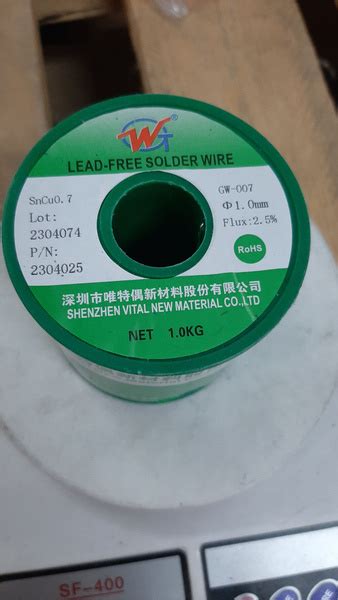 WT
LEAD-FREE SOLDER WIRE
SnCu0.7
Lot:
2304074
P/N:
2304025
GW-007
Φ1.0mm
Flux:2.5%
RoHS
深圳市唯特偶新材料股份有限公司
SHENZHEN VITAL NEW MATERIAL CO.,LTD
NET 1.0KG
SF-400